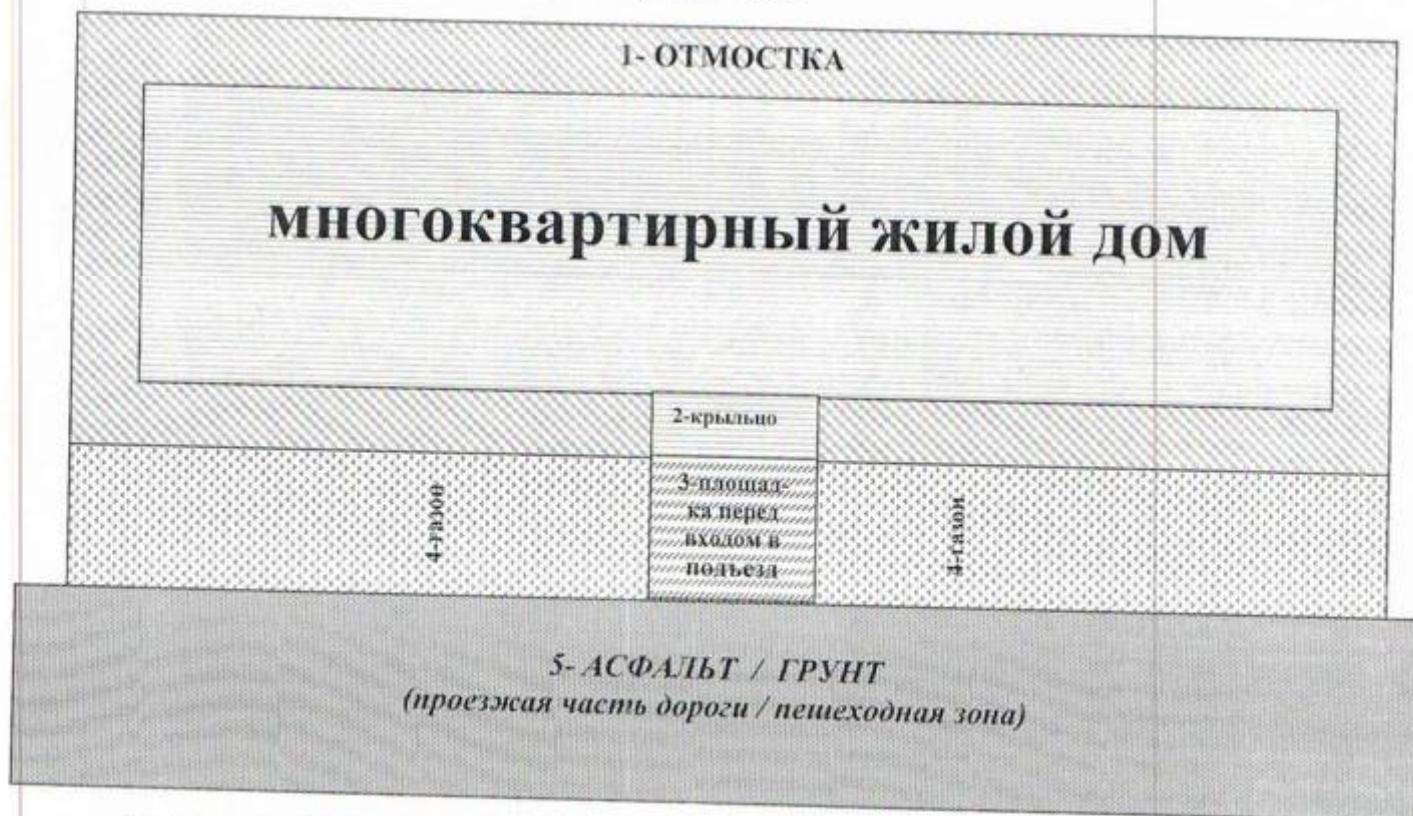 1- ОТМОСТКА
многоквартирный жилой дом
2-крыльцо
3-площад-
ка перед
входом в
подъезд
4-газон
4-газон
5- АСФАЛЬТ / ГРУНТ
(проезжая часть дороги / пешеходная зона)